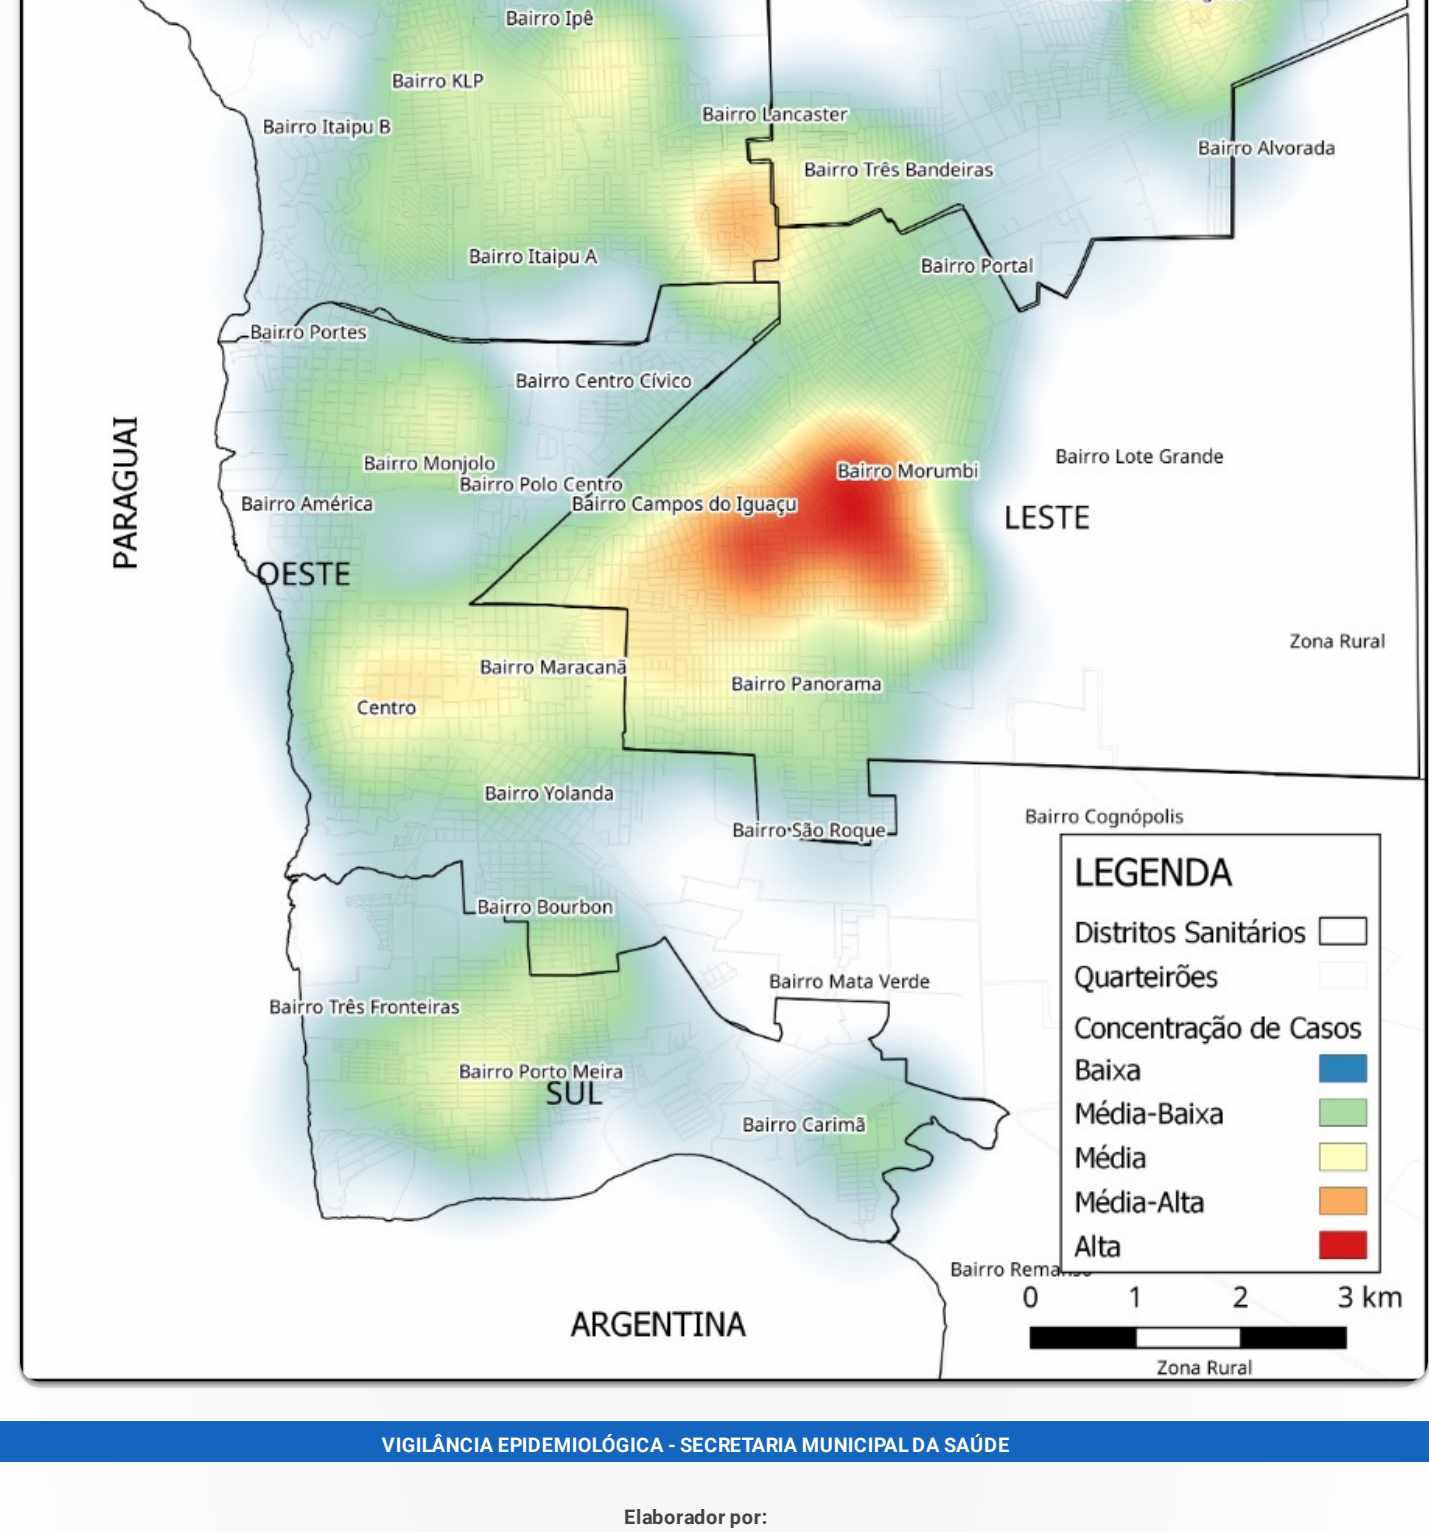 Bairro Ipê
Bairro KLP
Bairro Lancaster
Bairro Itaipu B
Bairro Alvorada
Bairro Três Bandeiras
Bairro Itaipu A
Bairro Portal
Bairro Portes
Bairro Centro Cívico
PARAGUAI
Bairro Lote Grande
Bairro Monjolo
Bairro Morumbi
Bairro Polo Centro
Bairro América
Bairro Campos do Iguaçu
LESTE
OESTE
Zona Rural
Bairro Maracanã
Bairro Panorama
Centro
Bairro Yolanda
Bairro São Roque
Bairro Cognópolis
LEGENDA
Distritos Sanitários
Quarteirões
Concentração de Casos
Baixa
Média-Baixa
Média
Média-Alta
Alta
Bairro Bourbon
Bairro Mata Verde
Bairro Três Fronteiras
Bairro Porto Meira
SUL
Bairro Carimã
Bairro Remanso
0 1 2 3 km
ARGENTINA
Zona Rural
VIGILÂNCIA EPIDEMIOLÓGICA - SECRETARIA MUNICIPAL DA SAÚDE
Elaborador por: